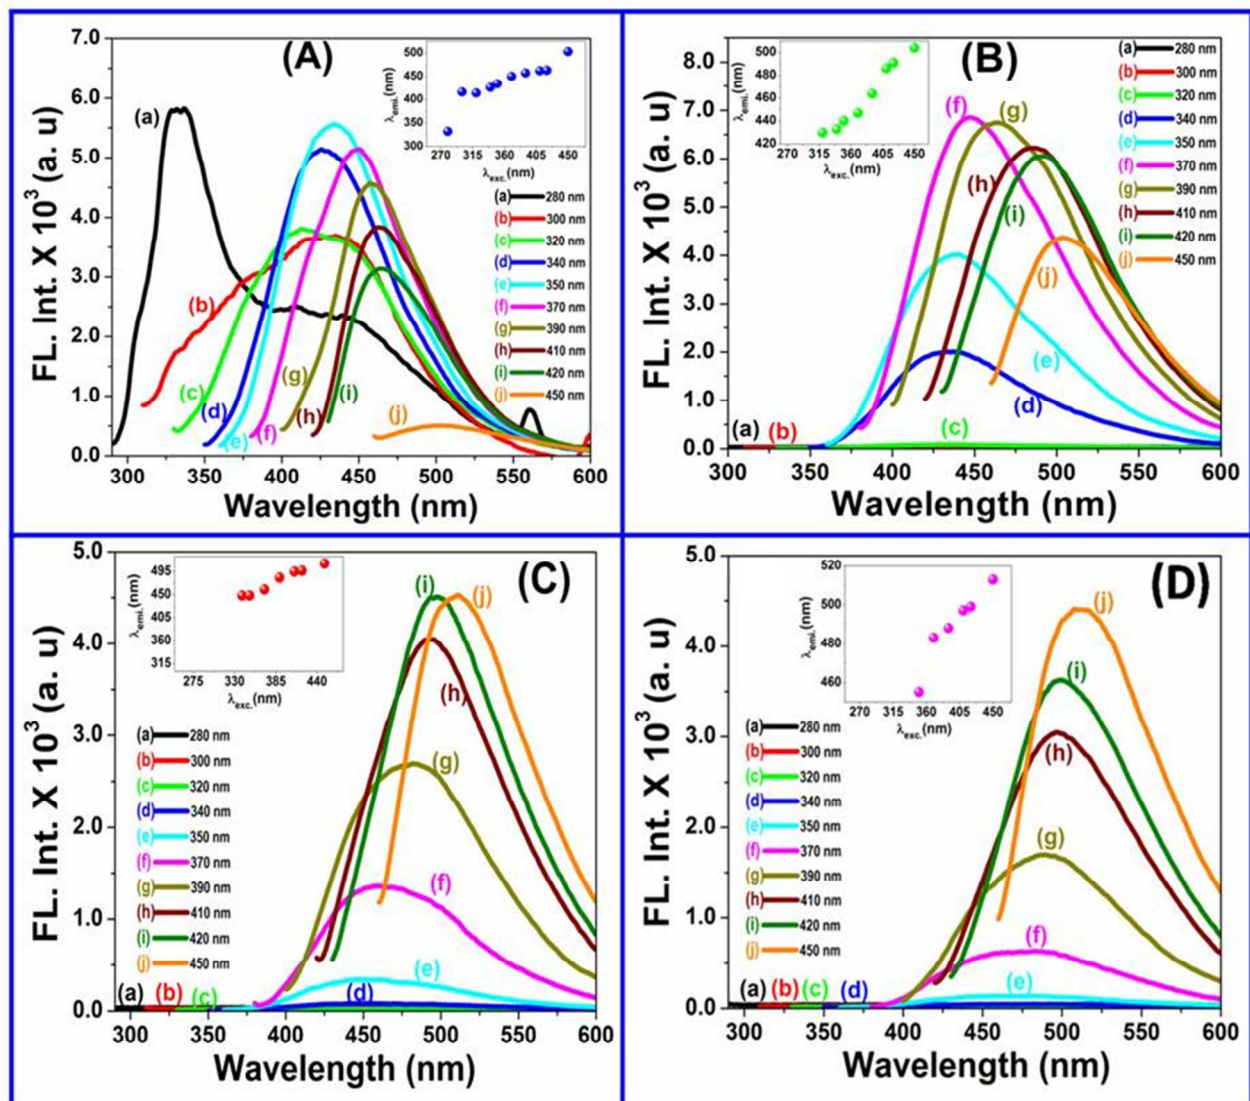 (A)
FL. Int. X 10³ (a. u)
7.0
6.0
5.0
4.0
3.0
2.0
1.0
0.0
300 350 400 450 500 550 600
Wavelength (nm)
(a)
(b)
(c)
(d)
(e)
(f)
(g)
(h)
(i)
(j)
λemi.(nm)
500
450
400
350
300
270 315 360 405 450
λexc.(nm)
(a) 280 nm
(b) 300 nm
(c) 320 nm
(d) 340 nm
(e) 350 nm
(f) 370 nm
(g) 390 nm
(h) 410 nm
(i) 420 nm
(j) 450 nm
(B)
FL. Int. X 10³ (a. u)
8.0
7.0
6.0
5.0
4.0
3.0
2.0
1.0
0.0
300 350 400 450 500 550 600
Wavelength (nm)
(a)
(b)
(c)
(d)
(e)
(f)
(g)
(h)
(i)
(j)
λemi.(nm)
500
480
460
440
420
270 315 360 405 450
λexc.(nm)
(a) 280 nm
(b) 300 nm
(c) 320 nm
(d) 340 nm
(e) 350 nm
(f) 370 nm
(g) 390 nm
(h) 410 nm
(i) 420 nm
(j) 450 nm
(C)
FL. Int. X 10³ (a. u)
5.0
4.0
3.0
2.0
1.0
0.0
300 350 400 450 500 550 600
Wavelength (nm)
(a)
(b)
(c)
(d)
(e)
(f)
(g)
(h)
(i)
(j)
λemi.(nm)
495
450
405
360
315
275 330 385 440
λexc.(nm)
(a) 280 nm
(b) 300 nm
(c) 320 nm
(d) 340 nm
(e) 350 nm
(f) 370 nm
(g) 390 nm
(h) 410 nm
(i) 420 nm
(j) 450 nm
(D)
FL. Int. X 10³ (a. u)
5.0
4.0
3.0
2.0
1.0
0.0
300 350 400 450 500 550 600
Wavelength (nm)
(a)
(b)
(c)
(d)
(e)
(f)
(g)
(h)
(i)
(j)
λemi.(nm)
520
500
480
460
270 315 360 405 450
λexc.(nm)
(a) 280 nm
(b) 300 nm
(c) 320 nm
(d) 340 nm
(e) 350 nm
(f) 370 nm
(g) 390 nm
(h) 410 nm
(i) 420 nm
(j) 450 nm